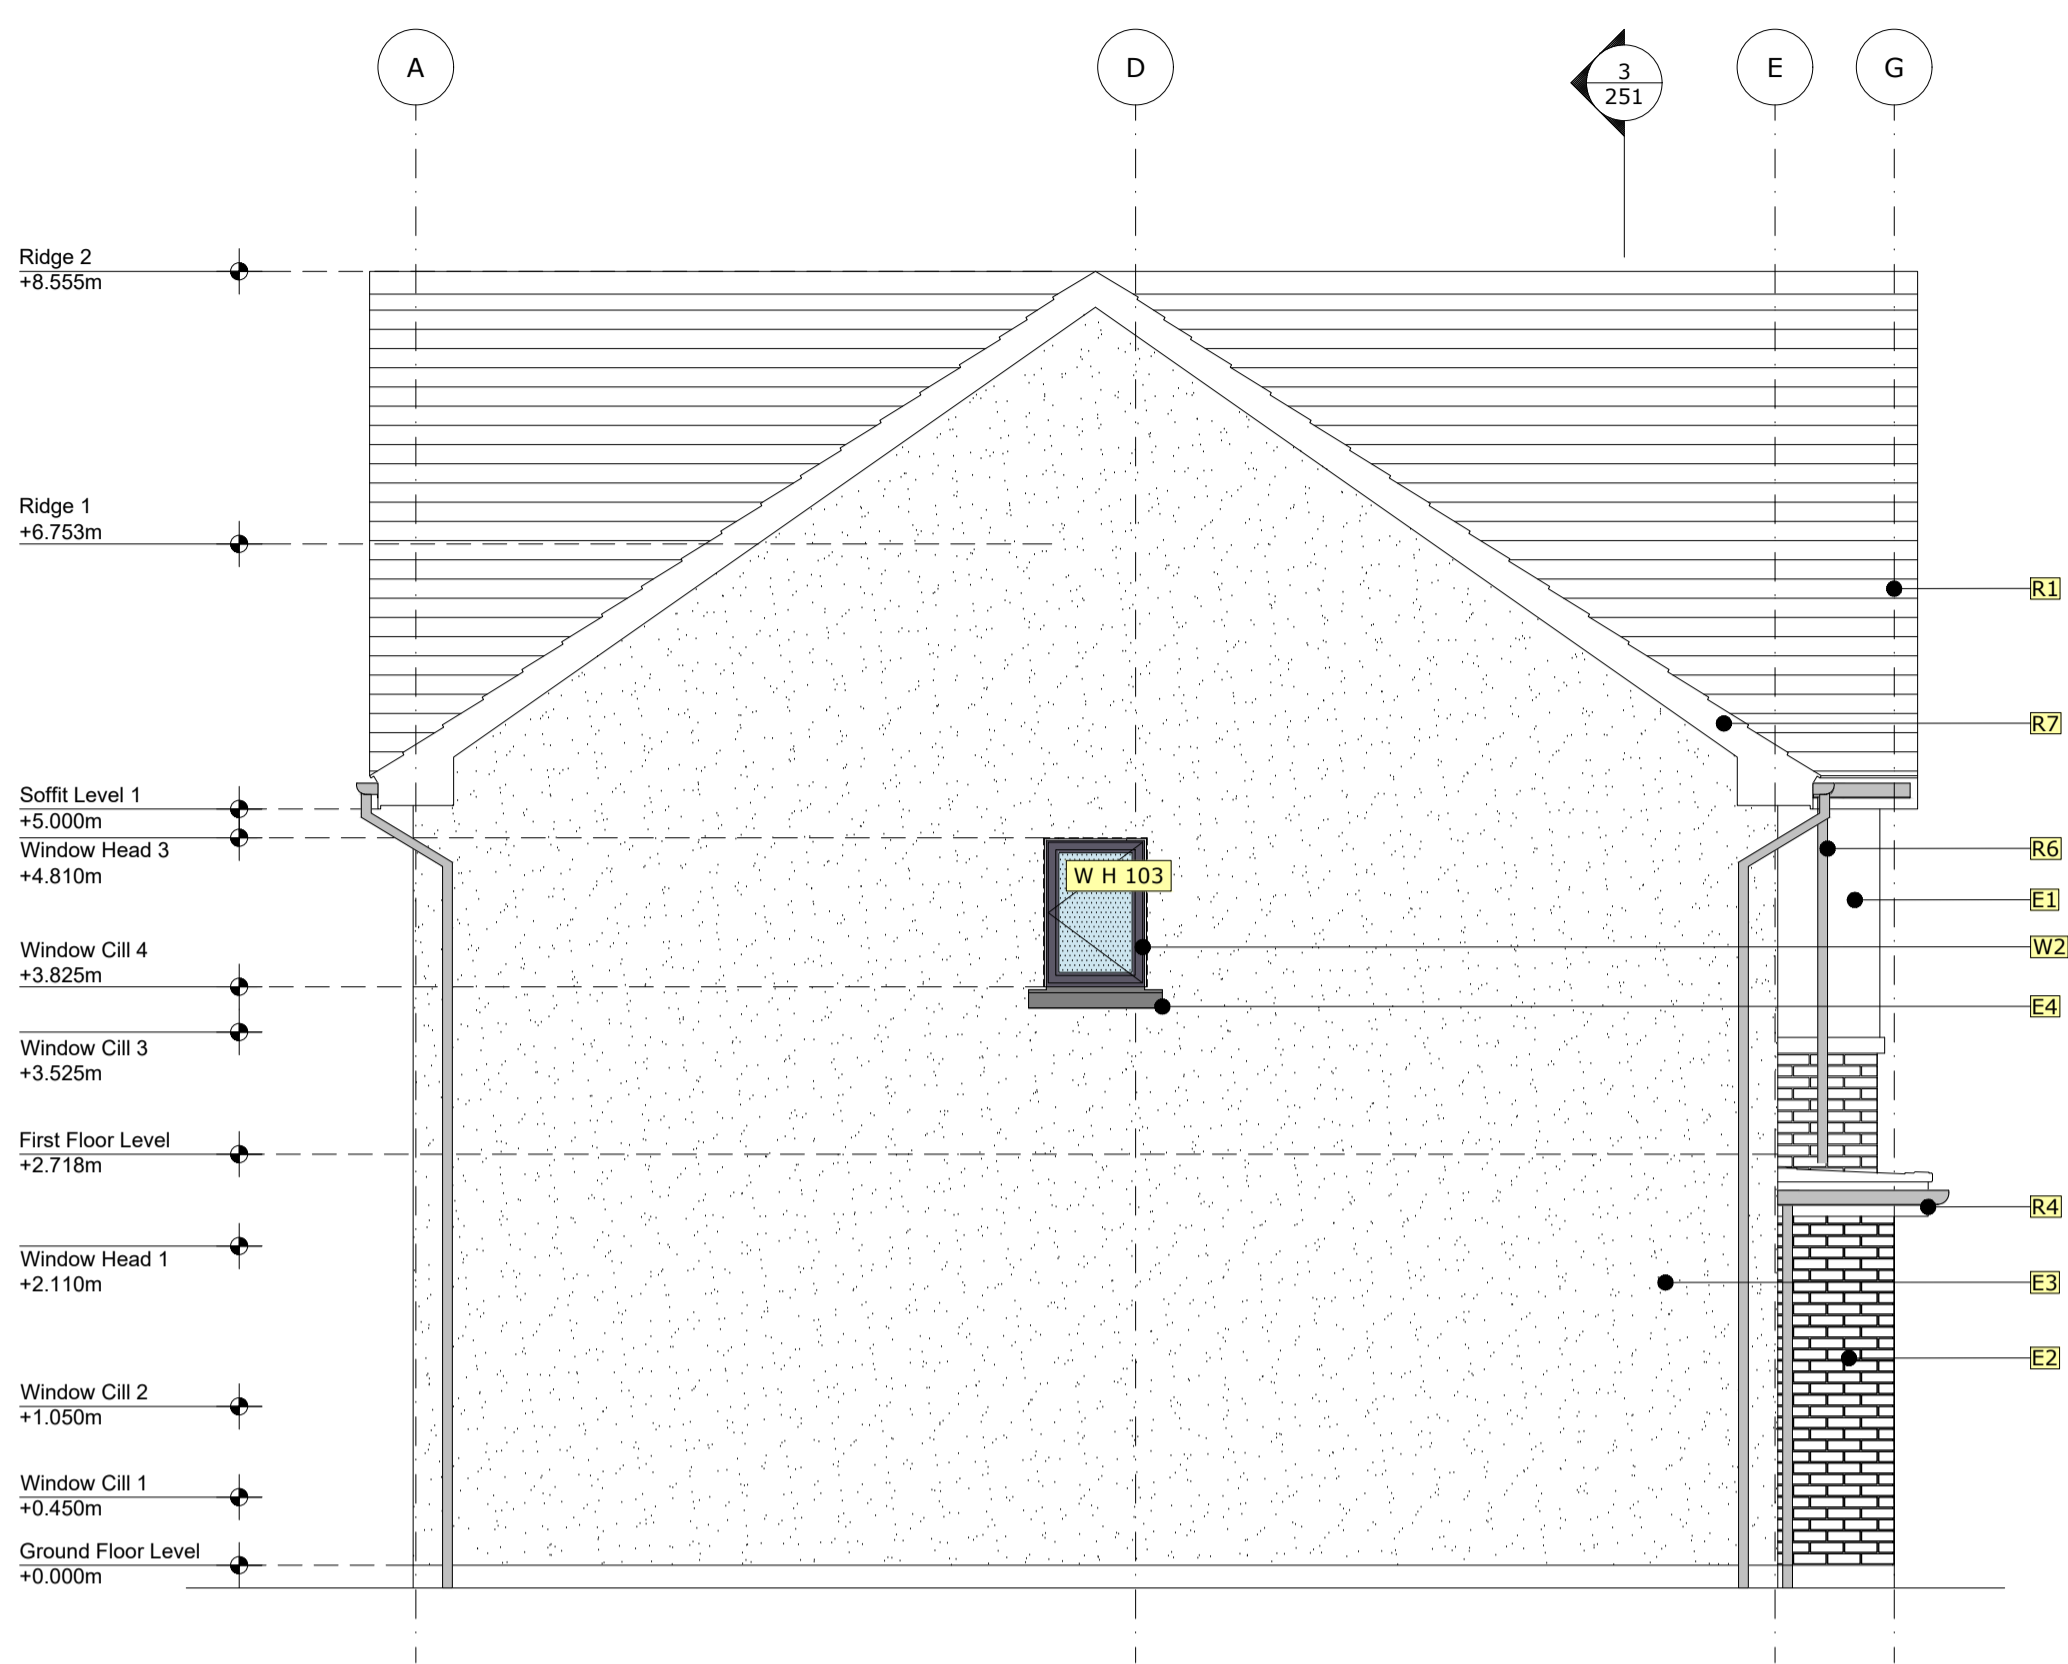 A
D
3
251
E
G
Ridge 2
+8.555m
Ridge 1
+6.753m
R1
R7
Soffit Level 1
+5.000m
Window Head 3
+4.810m
R6
W H 103
E1
W2
Window Cill 4
+3.825m
E4
Window Cill 3
+3.525m
First Floor Level
+2.718m
R4
Window Head 1
+2.110m
E3
E2
Window Cill 2
+1.050m
Window Cill 1
+0.450m
Ground Floor Level
+0.000m